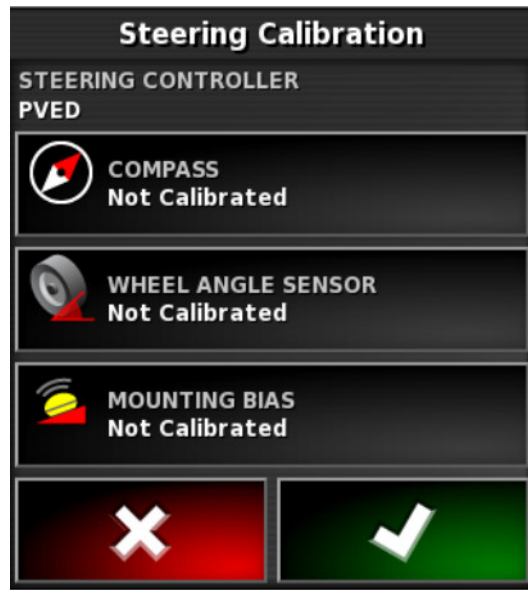 Steering Calibration
STEERING CONTROLLER
PVED
COMPASS
Not Calibrated
WHEEL ANGLE SENSOR
Not Calibrated
MOUNTING BIAS
Not Calibrated